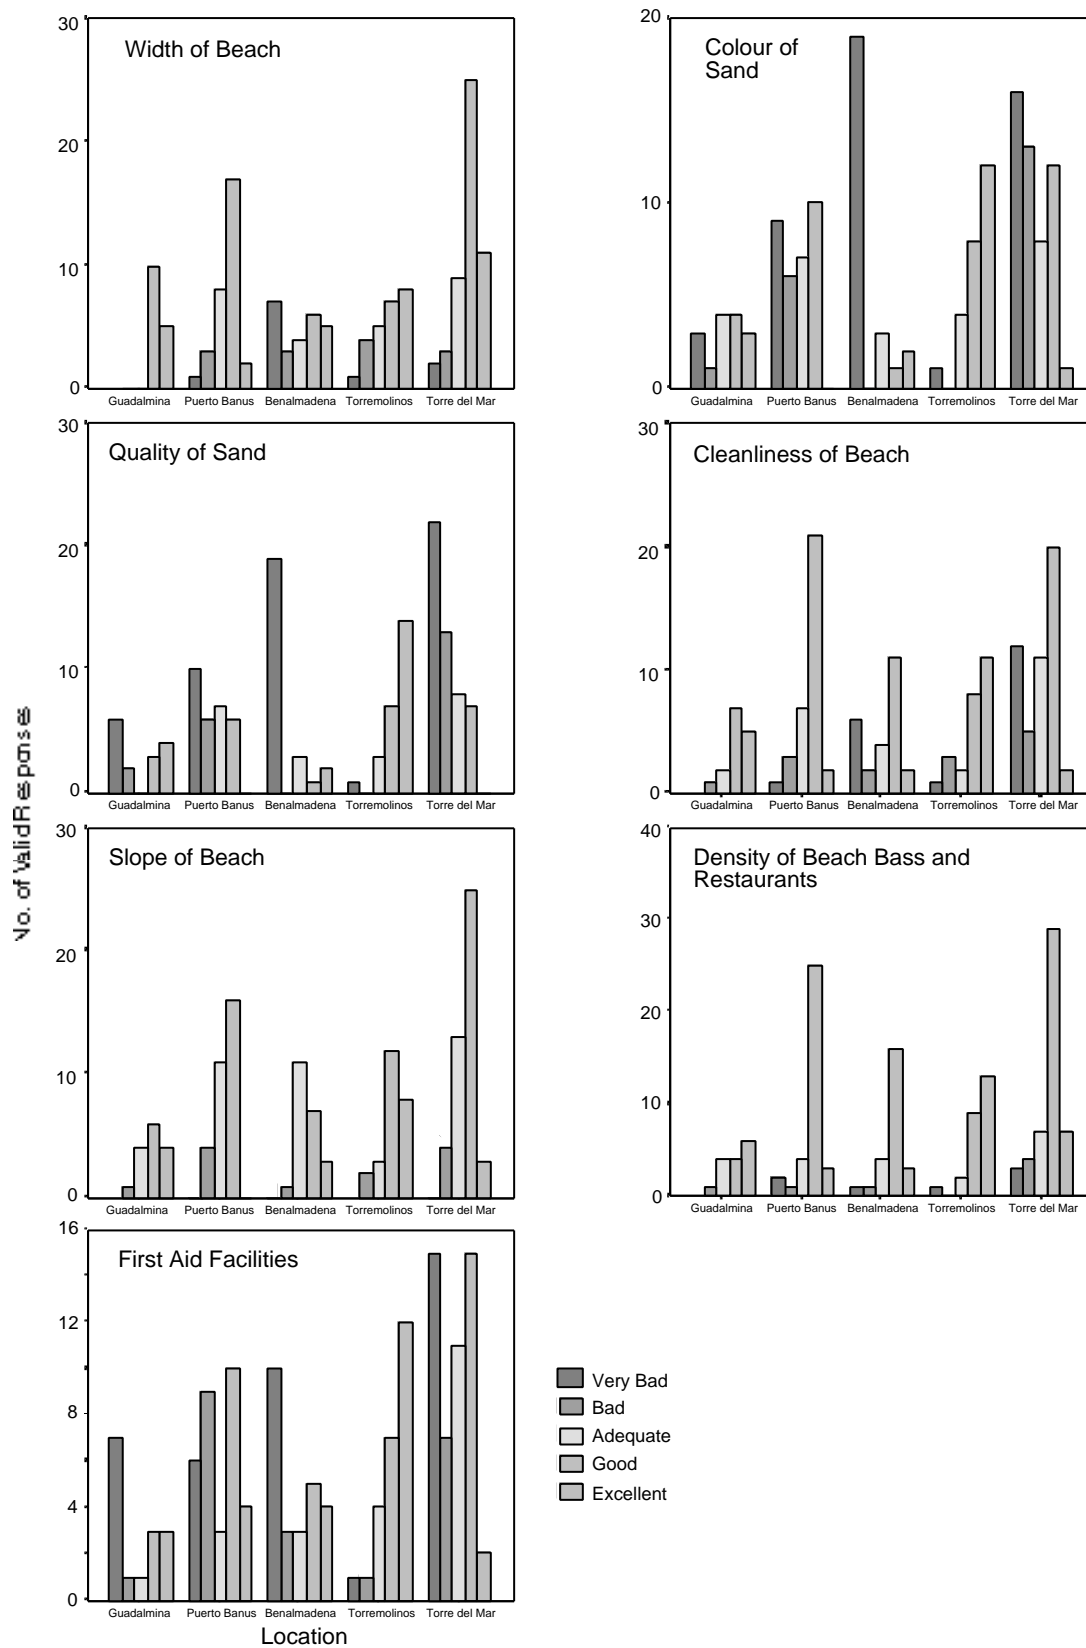 30
20
10
0
Width of Beach
Guadalmina Puerto Banus Benalmadena Torremolinos Torre del Mar
20
10
0
Colour of
Sand
Guadalmina Puerto Banus Benalmadena Torremolinos Torre del Mar
No. of Valid Responses
30
20
10
0
Quality of Sand
Guadalmina Puerto Banus Benalmadena Torremolinos Torre del Mar
30
20
10
0
Cleanliness of Beach
Guadalmina Puerto Banus Benalmadena Torremolinos Torre del Mar
30
20
10
0
Slope of Beach
Guadalmina Puerto Banus Benalmadena Torremolinos Torre del Mar
40
30
20
10
0
Density of Beach Bass and
Restaurants
Guadalmina Puerto Banus Benalmadena Torremolinos Torre del Mar
16
12
8
4
0
First Aid Facilities
Guadalmina Puerto Banus Benalmadena Torremolinos Torre del Mar
Location
Very Bad
Bad
Adequate
Good
Excellent